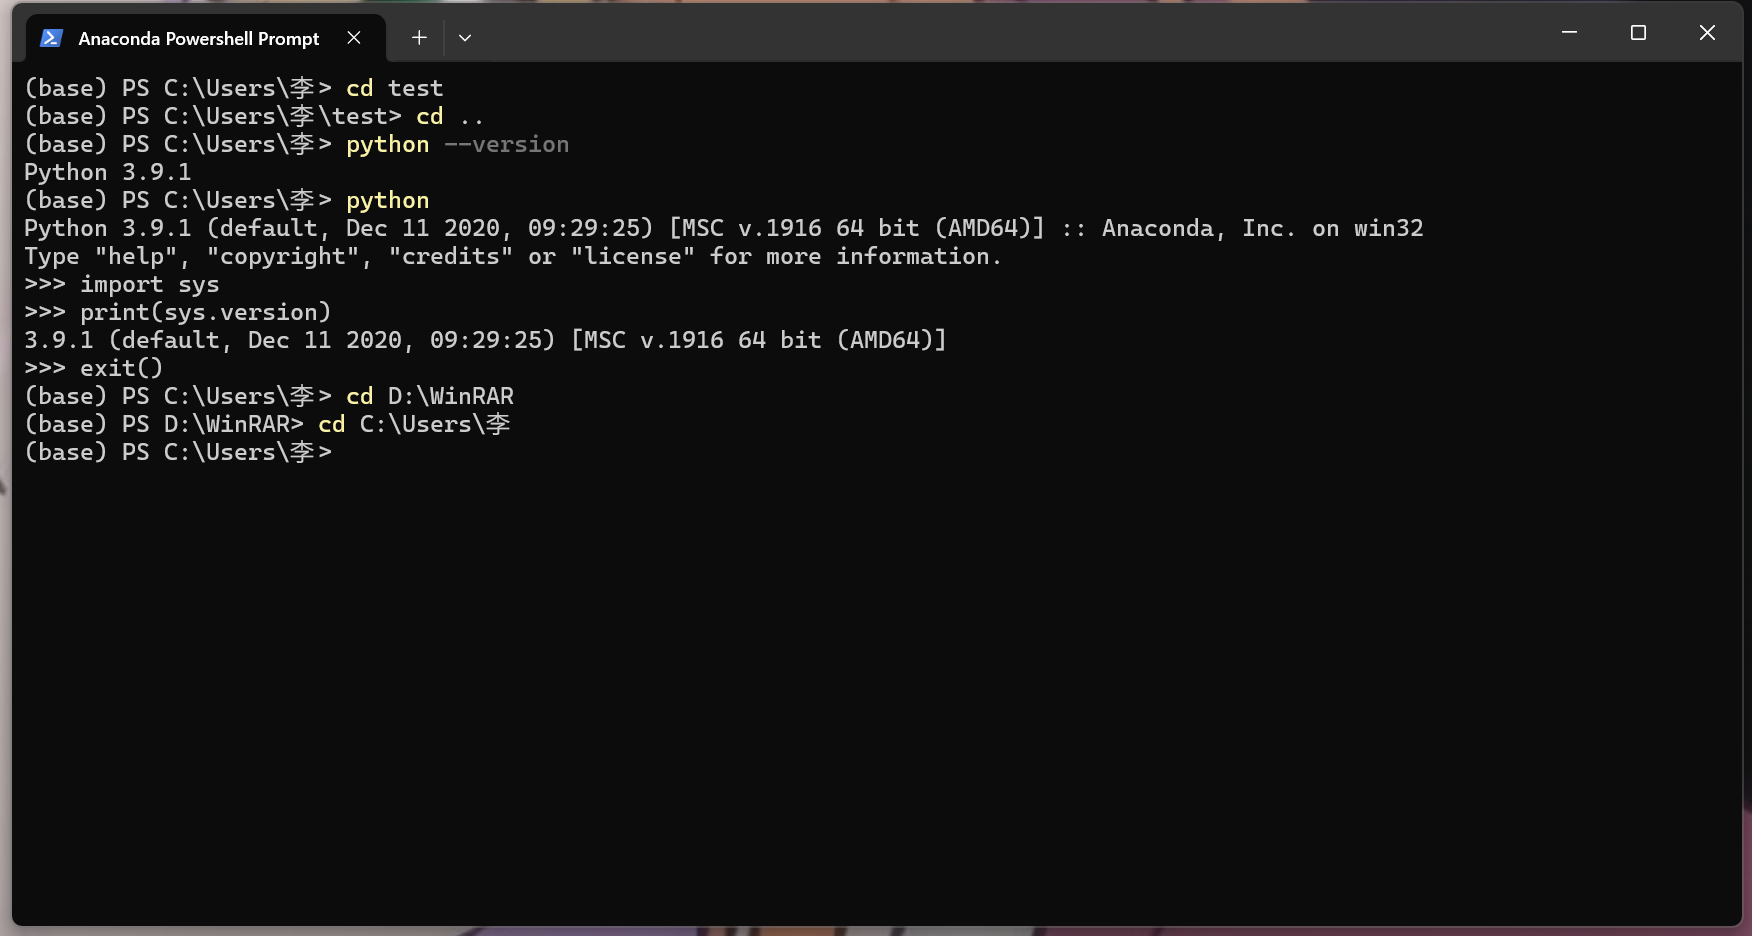 Anaconda Powershell Prompt
(base) PS C:\Users\李> cd test
(base) PS C:\Users\李\test> cd ..
(base) PS C:\Users\李> python --version
Python 3.9.1
(base) PS C:\Users\李> python
Python 3.9.1 (default, Dec 11 2020, 09:29:25) [MSC v.1916 64 bit (AMD64)] :: Anaconda, Inc. on win32
Type "help", "copyright", "credits" or "license" for more information.
>>> import sys
>>> print(sys.version)
3.9.1 (default, Dec 11 2020, 09:29:25) [MSC v.1916 64 bit (AMD64)]
>>> exit()
(base) PS C:\Users\李> cd D:\WinRAR
(base) PS D:\WinRAR> cd C:\Users\李
(base) PS C:\Users\李>